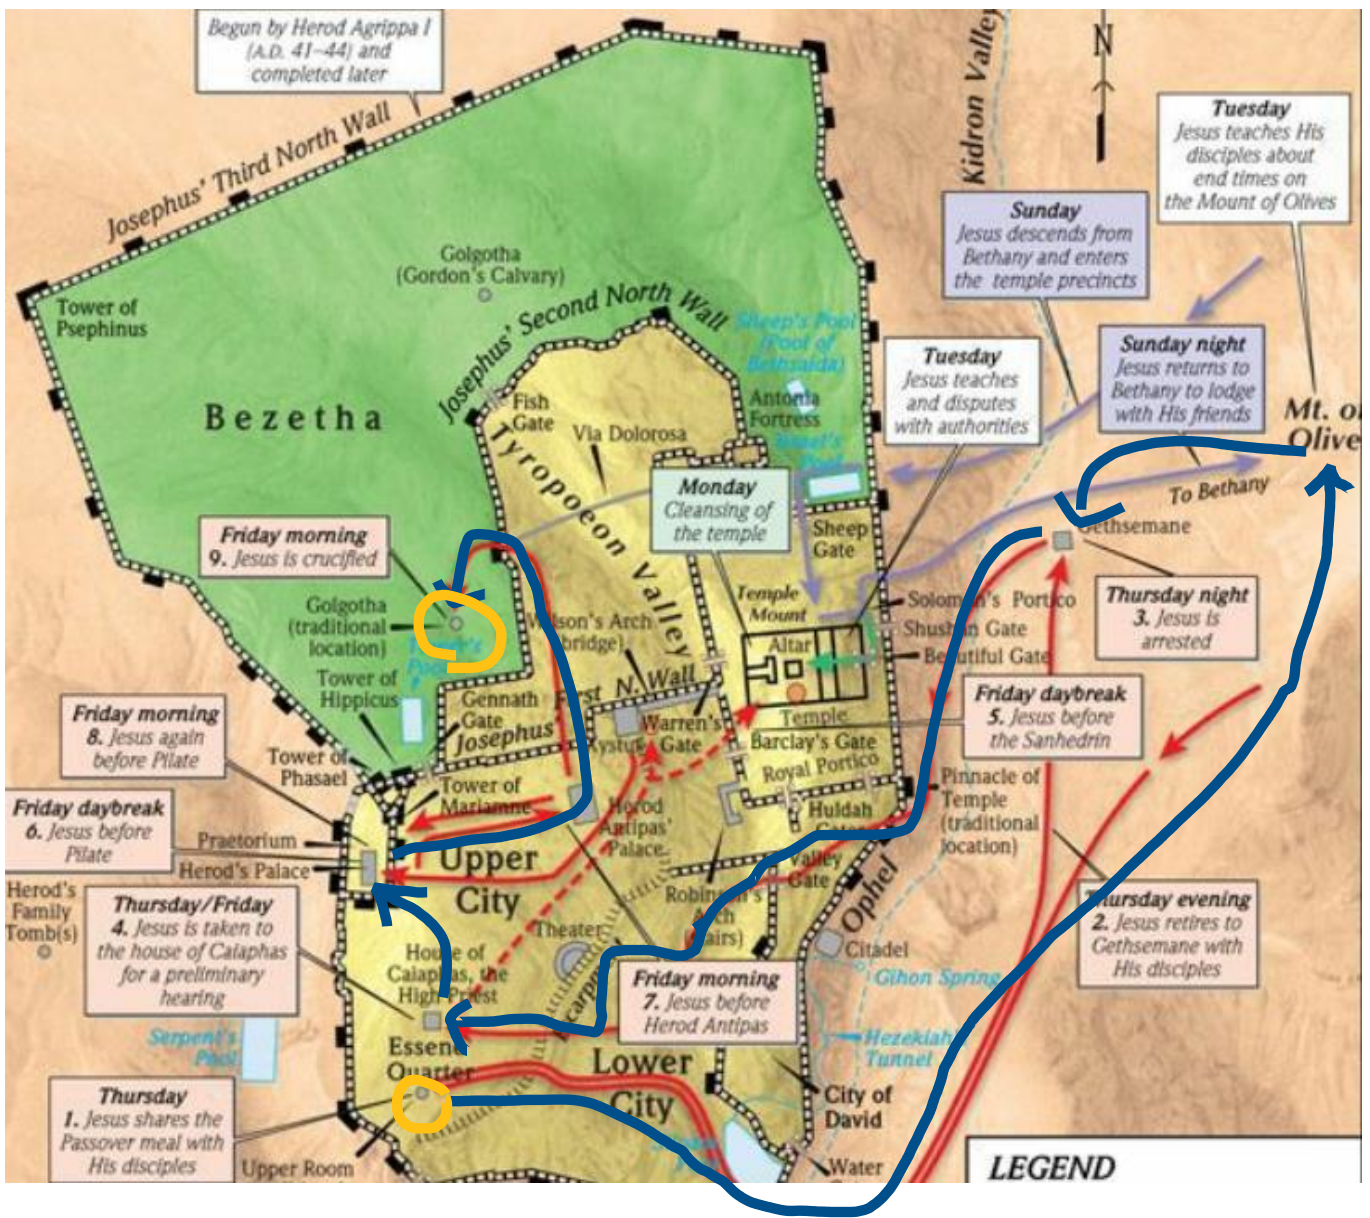 Begun by Herod Agrippa I
(A.D. 41–44) and
completed later
Josephus' Third North Wall
Kidron Valley
N
Tuesday
Jesus teaches His
disciples about
end times on
the Mount of Olives
Sunday
Jesus descends from
Bethany and enters
the temple precincts
Golgotha
(Gordon's Calvary)
Tower of
Psephinus
Josephus' Second North Wall
Sheep's Pool
(Pool of
Bethsaida)
Sunday night
Jesus returns to
Bethany to lodge
with His friends
Tuesday
Jesus teaches
and disputes
with authorities
Mt. of
Olive
Bezetha
Fish
Gate
Antonia
Fortress
Via Dolorosa
Tyropoeon Valley
Monday
Cleansing of
the temple
To Bethany
Gethsemane
Sheep
Gate
Friday morning
9. Jesus is crucified
Golgotha
(traditional
location)
Wilson's Arch
(bridge)
Temple
Mount
Solomon's Portico
Shushan Gate
Beautiful Gate
Altar
Thursday night
3. Jesus is
arrested
Tower of
Hippicus
Gennath
Gate
First N. Wall
Josephus'
Warren's
Gate
Xystus
Temple
Barclay's Gate
Royal Portico
Friday daybreak
5. Jesus before
the Sanhedrin
Friday morning
8. Jesus again
before Pilate
Tower of
Phasael
Tower of
Mariamne
Herod
Antipas'
Palace
Huldah
Pinnacle of
Temple
(traditional
location)
Friday daybreak
6. Jesus before
Pilate
Praetorium
Herod's Palace
Upper
City
Valley
Gate
Robinson's
Arch
(stairs)
Ophel
Herod's
Family
Tomb(s)
Thursday/Friday
4. Jesus is taken to
the house of Caiaphas
for a preliminary
hearing
Theater
House of
Caiaphas, the
High Priest
Citadel
Gihon Spring
Thursday evening
2. Jesus retires to
Gethsemane with
His disciples
Friday morning
7. Jesus before
Herod Antipas
Serpent's
Pool
Essene
Quarter
Lower
City
Hezekiah's
Tunnel
Thursday
1. Jesus shares the
Passover meal with
His disciples
Upper Room
City of
David
Water
LEGEND